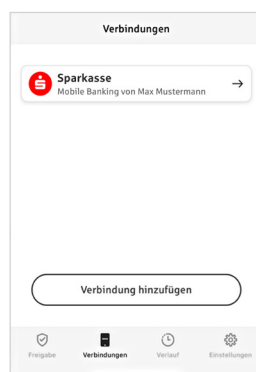 Verbindungen
Sparkasse
Mobile Banking von Max Mustermann
Verbindung hinzufügen
Freigabe Verbindungen Verlauf Einstellungen